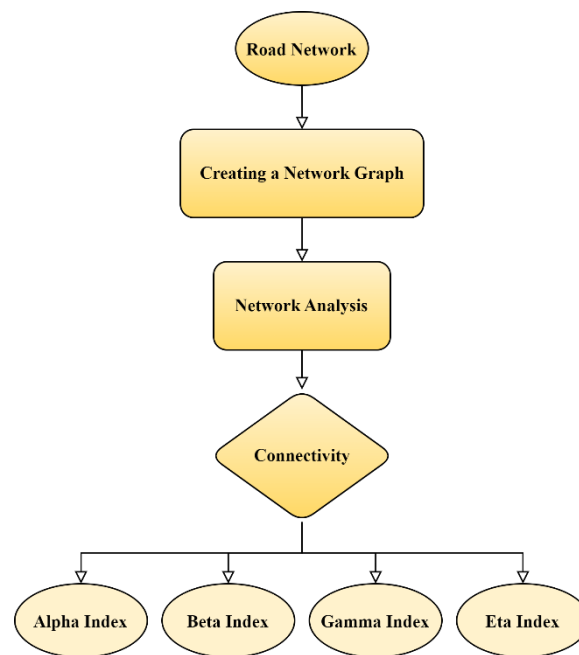 Road Network
Creating a Network Graph
Network Analysis
Connectivity
Alpha Index
Beta Index
Gamma Index
Eta Index